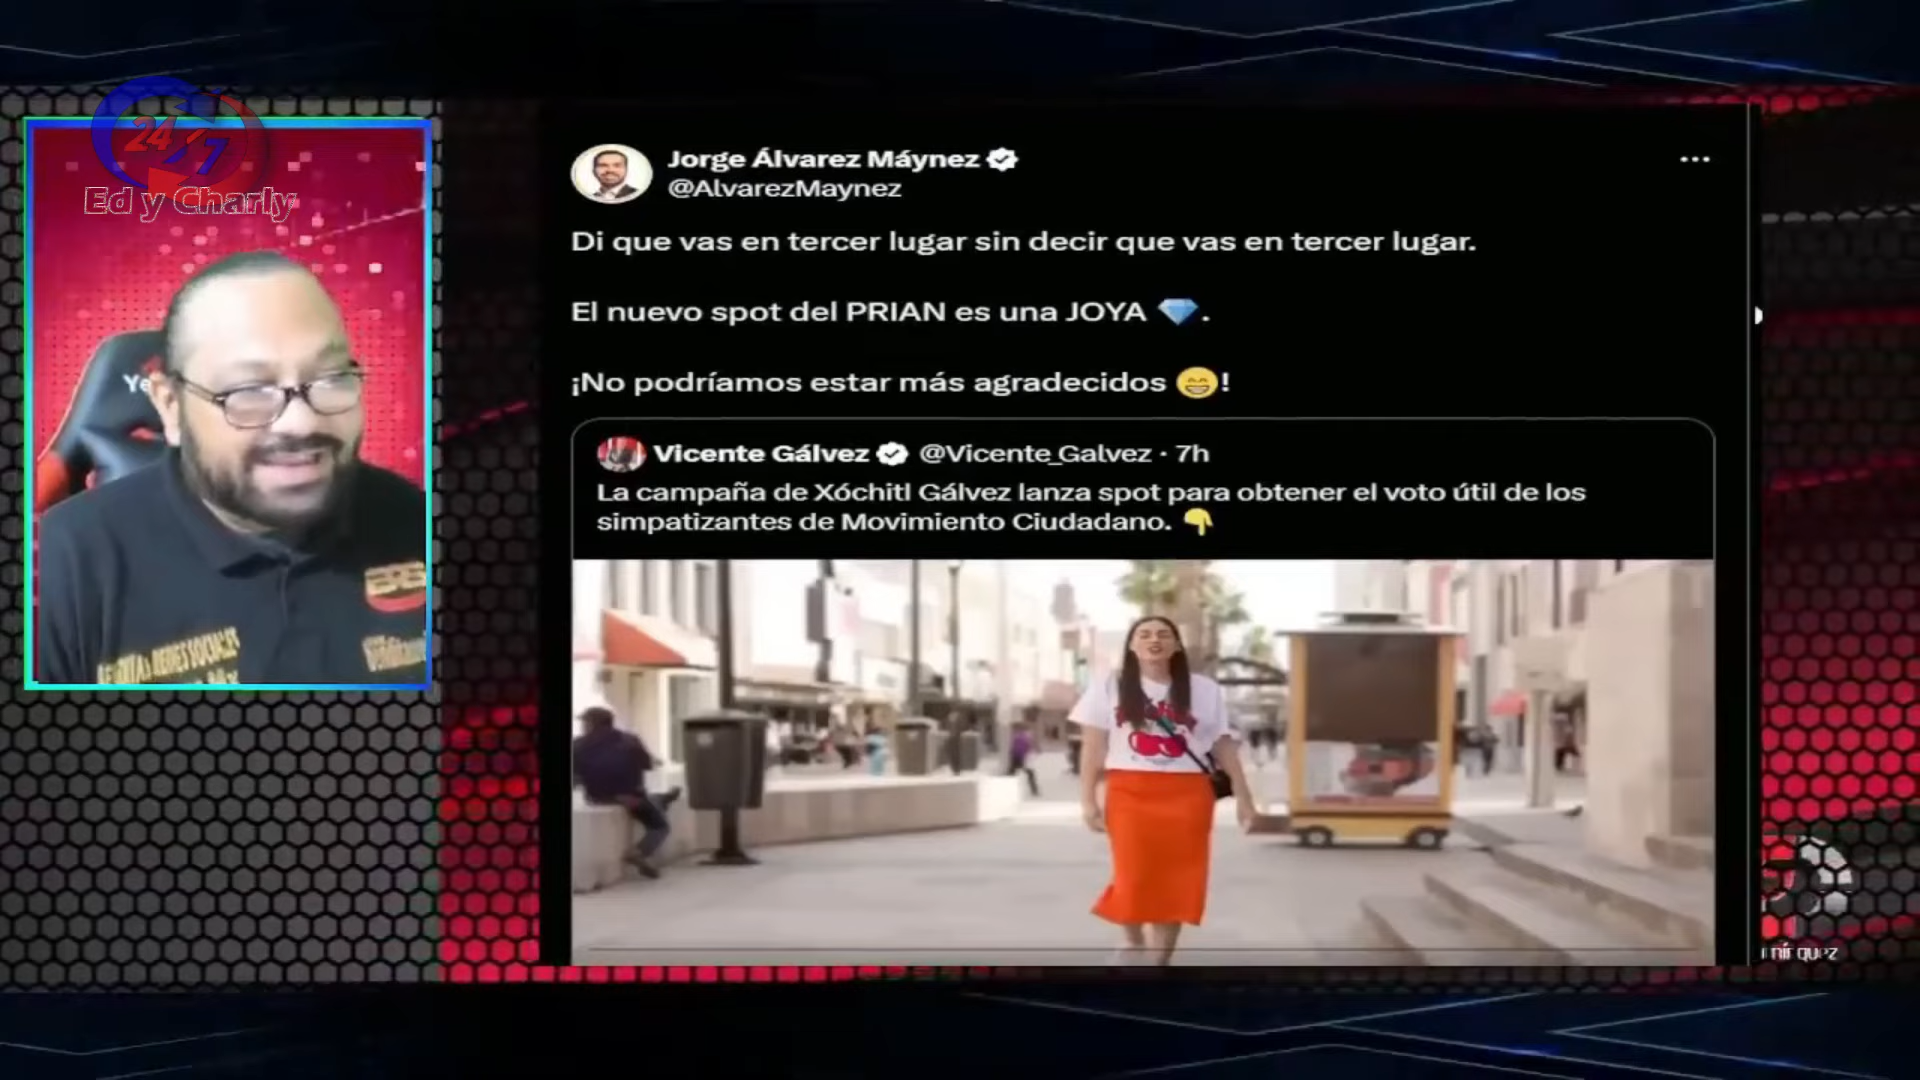 24/7
Ed y Charly
Jorge Álvarez Máynez
@AlvarezMaynez
Di que vas en tercer lugar sin decir que vas en tercer lugar.
El nuevo spot del PRIAN es una JOYA 💎.
¡No podríamos estar más agradecidos 😁!
Vicente Gálvez @Vicente_Galvez · 7h
La campaña de Xóchitl Gálvez lanza spot para obtener el voto útil de los
simpatizantes de Movimiento Ciudadano. 👇